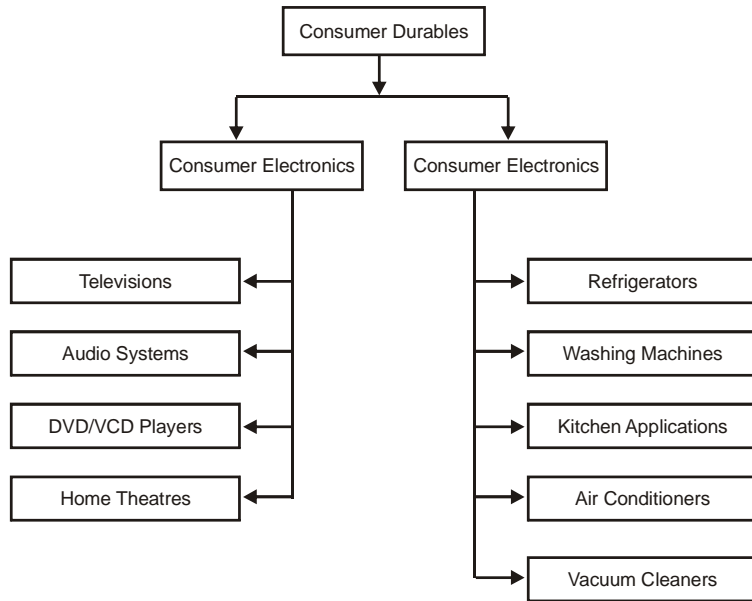 Consumer Durables
Consumer Electronics
Consumer Electronics
Televisions
Refrigerators
Audio Systems
Washing Machines
DVD/VCD Players
Kitchen Applications
Home Theatres
Air Conditioners
Vacuum Cleaners